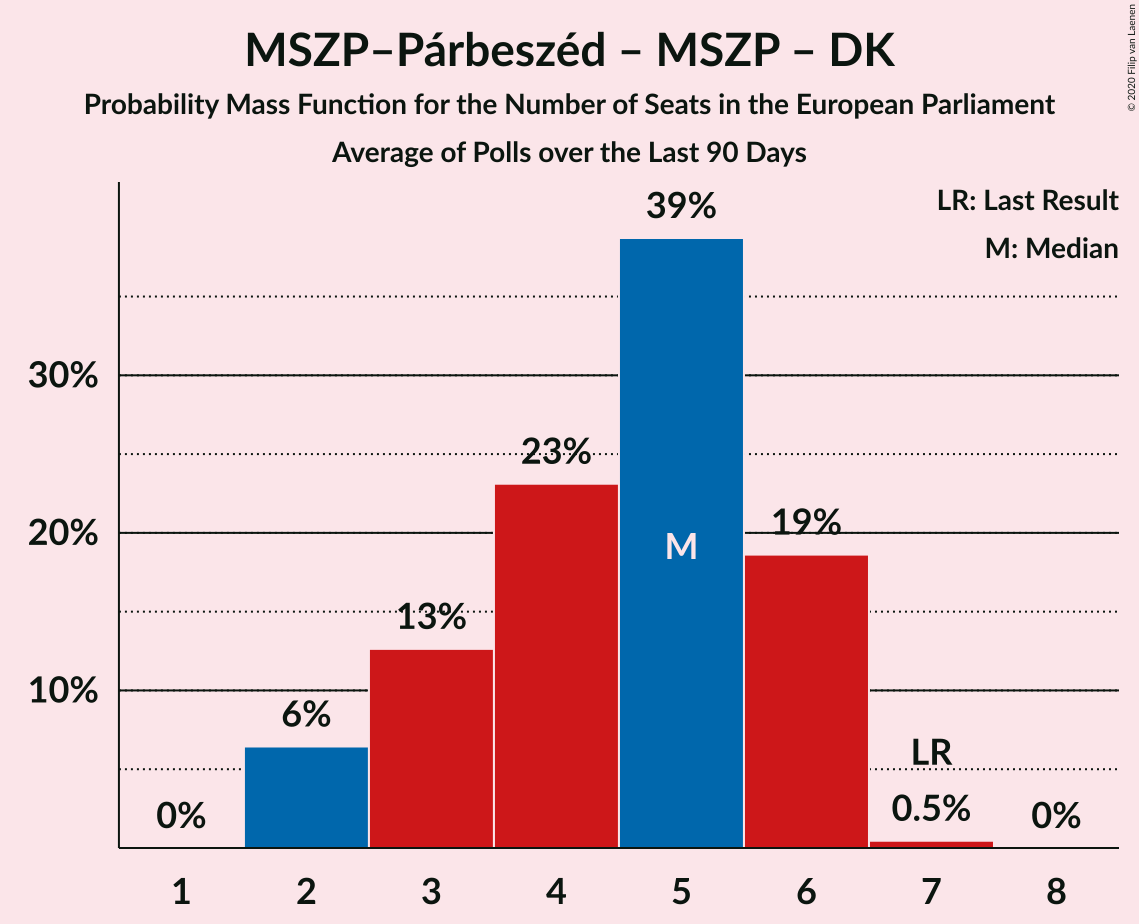 MSZP–Párbeszéd – MSZP – DK
Probability Mass Function for the Number of Seats in the European Parliament
Average of Polls over the Last 90 Days
© 2020 Filip van Laenen
LR: Last Result
M: Median
39%
30%
23%
20%
19%
M
13%
10%
6%
LR
0%
0.5%
0%
1 2 3 4 5 6 7 8